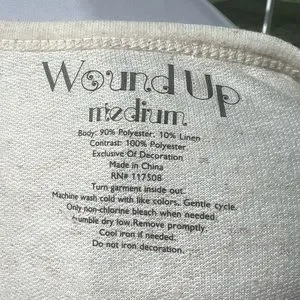 Wound Up
medium
Body: 90% Polyester, 10% Linen
Contrast: 100% Polyester
Exclusive Of Decoration
Made in China
RN# 117508
Turn garment inside out.
Machine wash cold with like colors, Gentle cycle.
Only non-chlorine bleach when needed.
Tumble dry low. Remove promptly.
Cool iron if needed.
Do not iron decoration.